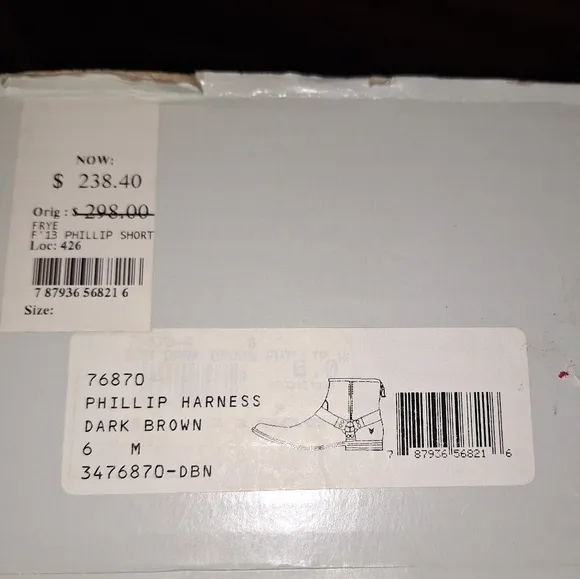 NOW:
$ 238.40
Orig : $ 298.00
FRYE
F'13 PHILLIP SHORT
Loc: 426
7 87936 56821 6
Size:
76870
PHILLIP HARNESS
DARK BROWN
6 M
3476870-DBN
7 87936 56821 6